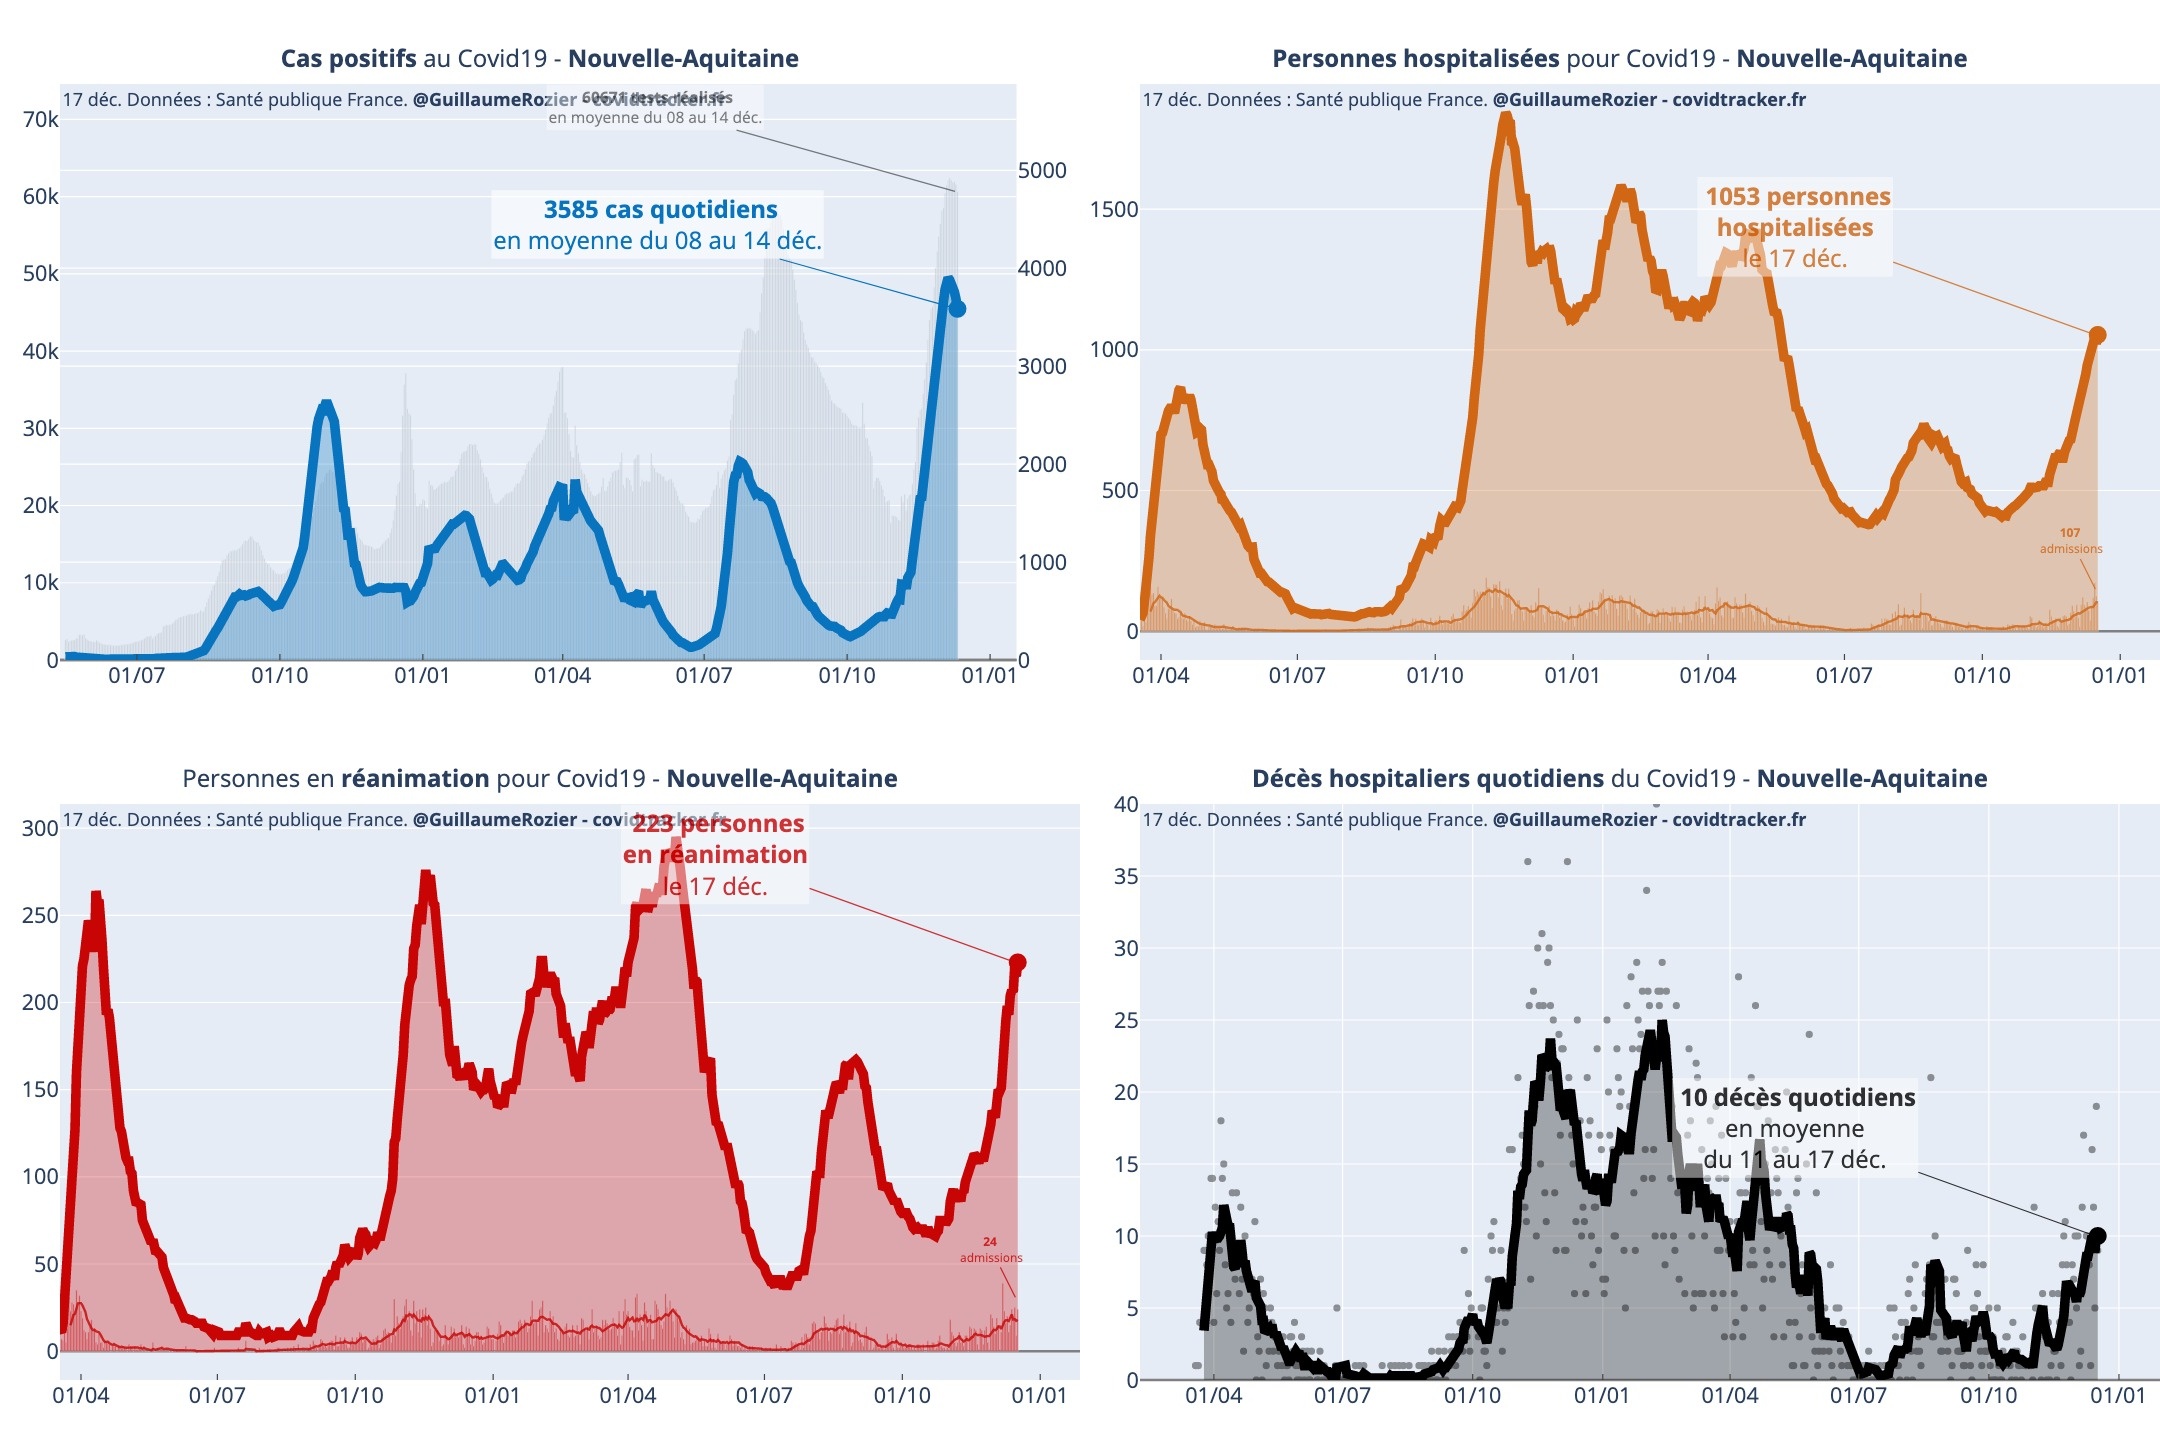 Cas positifs au Covid19 - Nouvelle-Aquitaine
17 déc. Données : Santé publique France. @GuillaumeRozier - covidtracker.fr
60671 tests réalisés
en moyenne du 08 au 14 déc.
3585 cas quotidiens
en moyenne du 08 au 14 déc.
70k
60k
50k
40k
30k
20k
10k
0
5000
4000
3000
2000
1000
0
01/07 01/10 01/01 01/04 01/07 01/10 01/01
Personnes hospitalisées pour Covid19 - Nouvelle-Aquitaine
17 déc. Données : Santé publique France. @GuillaumeRozier - covidtracker.fr
1053 personnes
hospitalisées
le 17 déc.
107
admissions
1500
1000
500
0
01/04 01/07 01/10 01/01 01/04 01/07 01/10 01/01
Personnes en réanimation pour Covid19 - Nouvelle-Aquitaine
17 déc. Données : Santé publique France. @GuillaumeRozier - covidtracker.fr
223 personnes
en réanimation
le 17 déc.
24
admissions
300
250
200
150
100
50
0
01/04 01/07 01/10 01/01 01/04 01/07 01/10 01/01
Décès hospitaliers quotidiens du Covid19 - Nouvelle-Aquitaine
17 déc. Données : Santé publique France. @GuillaumeRozier - covidtracker.fr
10 décès quotidiens
en moyenne
du 11 au 17 déc.
40
35
30
25
20
15
10
5
0
01/04 01/07 01/10 01/01 01/04 01/07 01/10 01/01